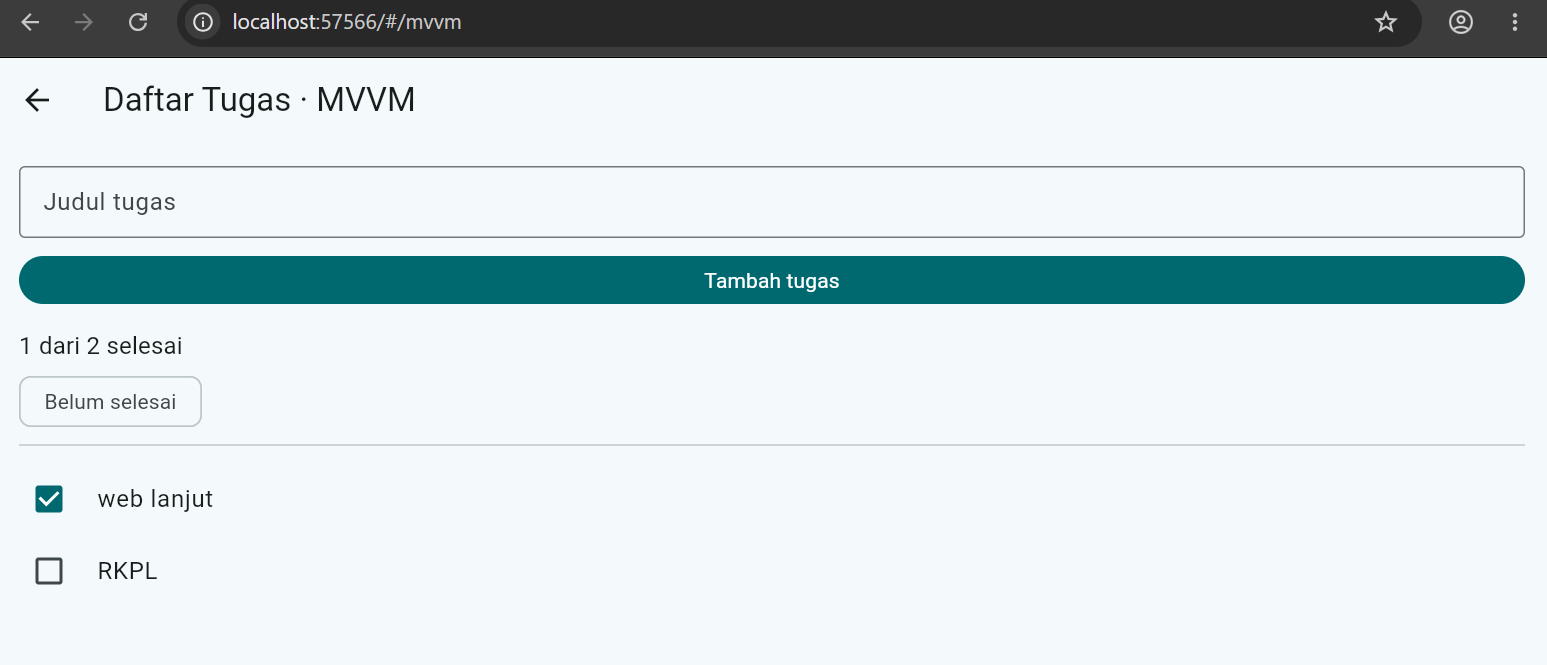 localhost:57566/#/mvvm
Daftar Tugas · MVVM
Judul tugas
Tambah tugas
1 dari 2 selesai
Belum selesai
web lanjut
RKPL